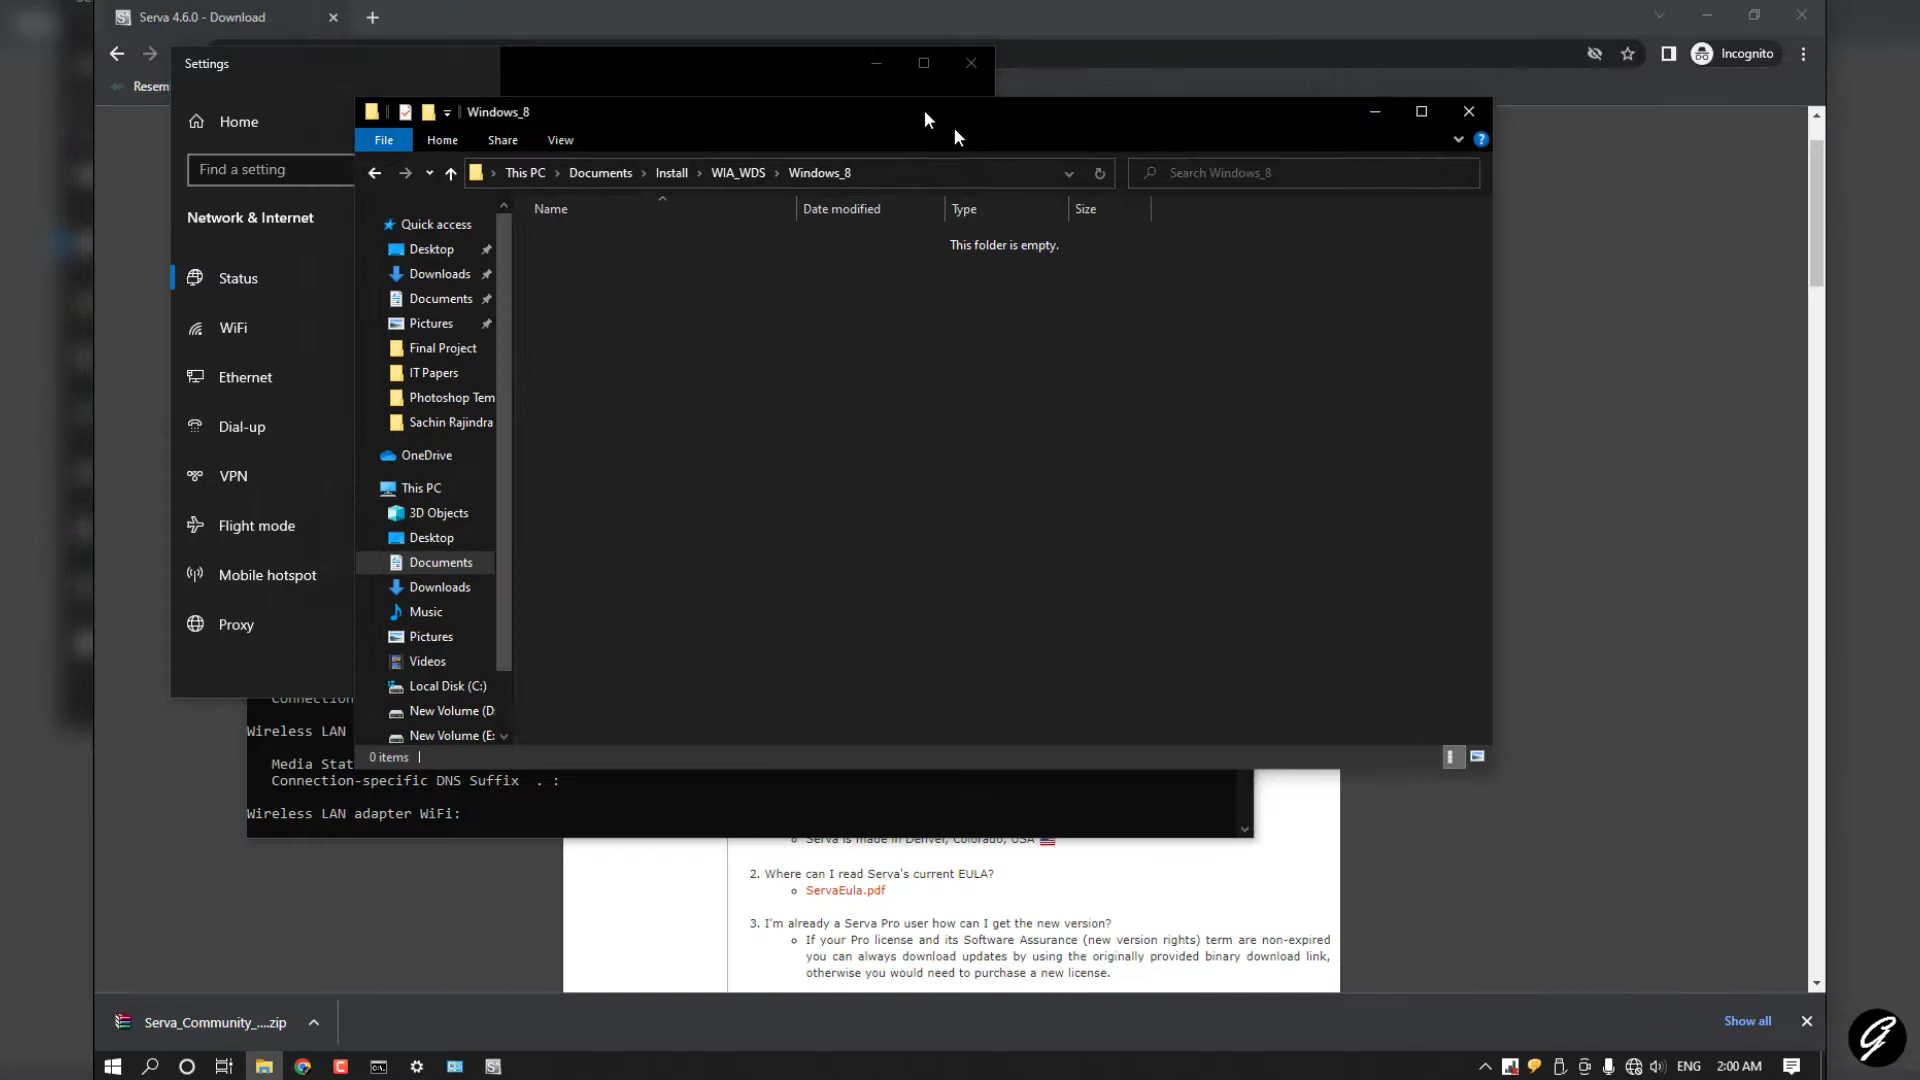 Serva 4.6.0 - Download
Incognito
Resem
Settings
Home
Find a setting
Network & Internet
Status
WiFi
Ethernet
Dial-up
VPN
Flight mode
Mobile hotspot
Proxy
Windows_8
File Home Share View
This PC Documents Install WIA_WDS Windows_8
Search Windows_8
Name Date modified Type Size
This folder is empty.
Quick access
Desktop
Downloads
Documents
Pictures
Final Project
IT Papers
Photoshop Tem
Sachin Rajindra
OneDrive
This PC
3D Objects
Desktop
Documents
Downloads
Music
Pictures
Videos
Local Disk (C:)
New Volume (D:
New Volume (E:
0 items
Connection
Wireless LAN
Media Stat
Connection-specific DNS Suffix . :
Wireless LAN adapter WiFi:
Serva is made in Denver, Colorado, USA
2. Where can I read Serva's current EULA?
ServaEula.pdf
3. I'm already a Serva Pro user how can I get the new version?
If your Pro license and its Software Assurance (new version rights) term are non-expired
you can always download updates by using the originally provided binary download link,
otherwise you would need to purchase a new license.
Serva_Community_....zip
Show all
ENG 2:00 AM